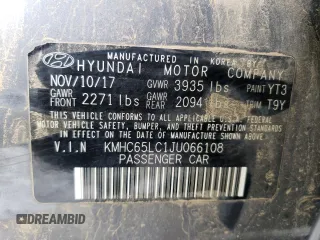 MANUFACTURED IN KOREA BY
HYUNDAI MOTOR COMPANY
NOV/10/17 GVWR 3935 lbs PAINT YT3
GAWR FRONT 2271 lbs GAWR REAR 2094 lbs TRIM T9Y
THIS VEHICLE CONFORMS TO ALL APPLICABLE
U.S. FEDERAL MOTOR VEHICLE SAFETY, BUMPER,
AND THEFT PREVENTION STANDARDS IN EFFECT
ON THE DATE OF MANUFACTURE SHOWN ABOVE.
V.I.N KMHC65LC1JU066108
PASSENGER CAR
DREAMBID